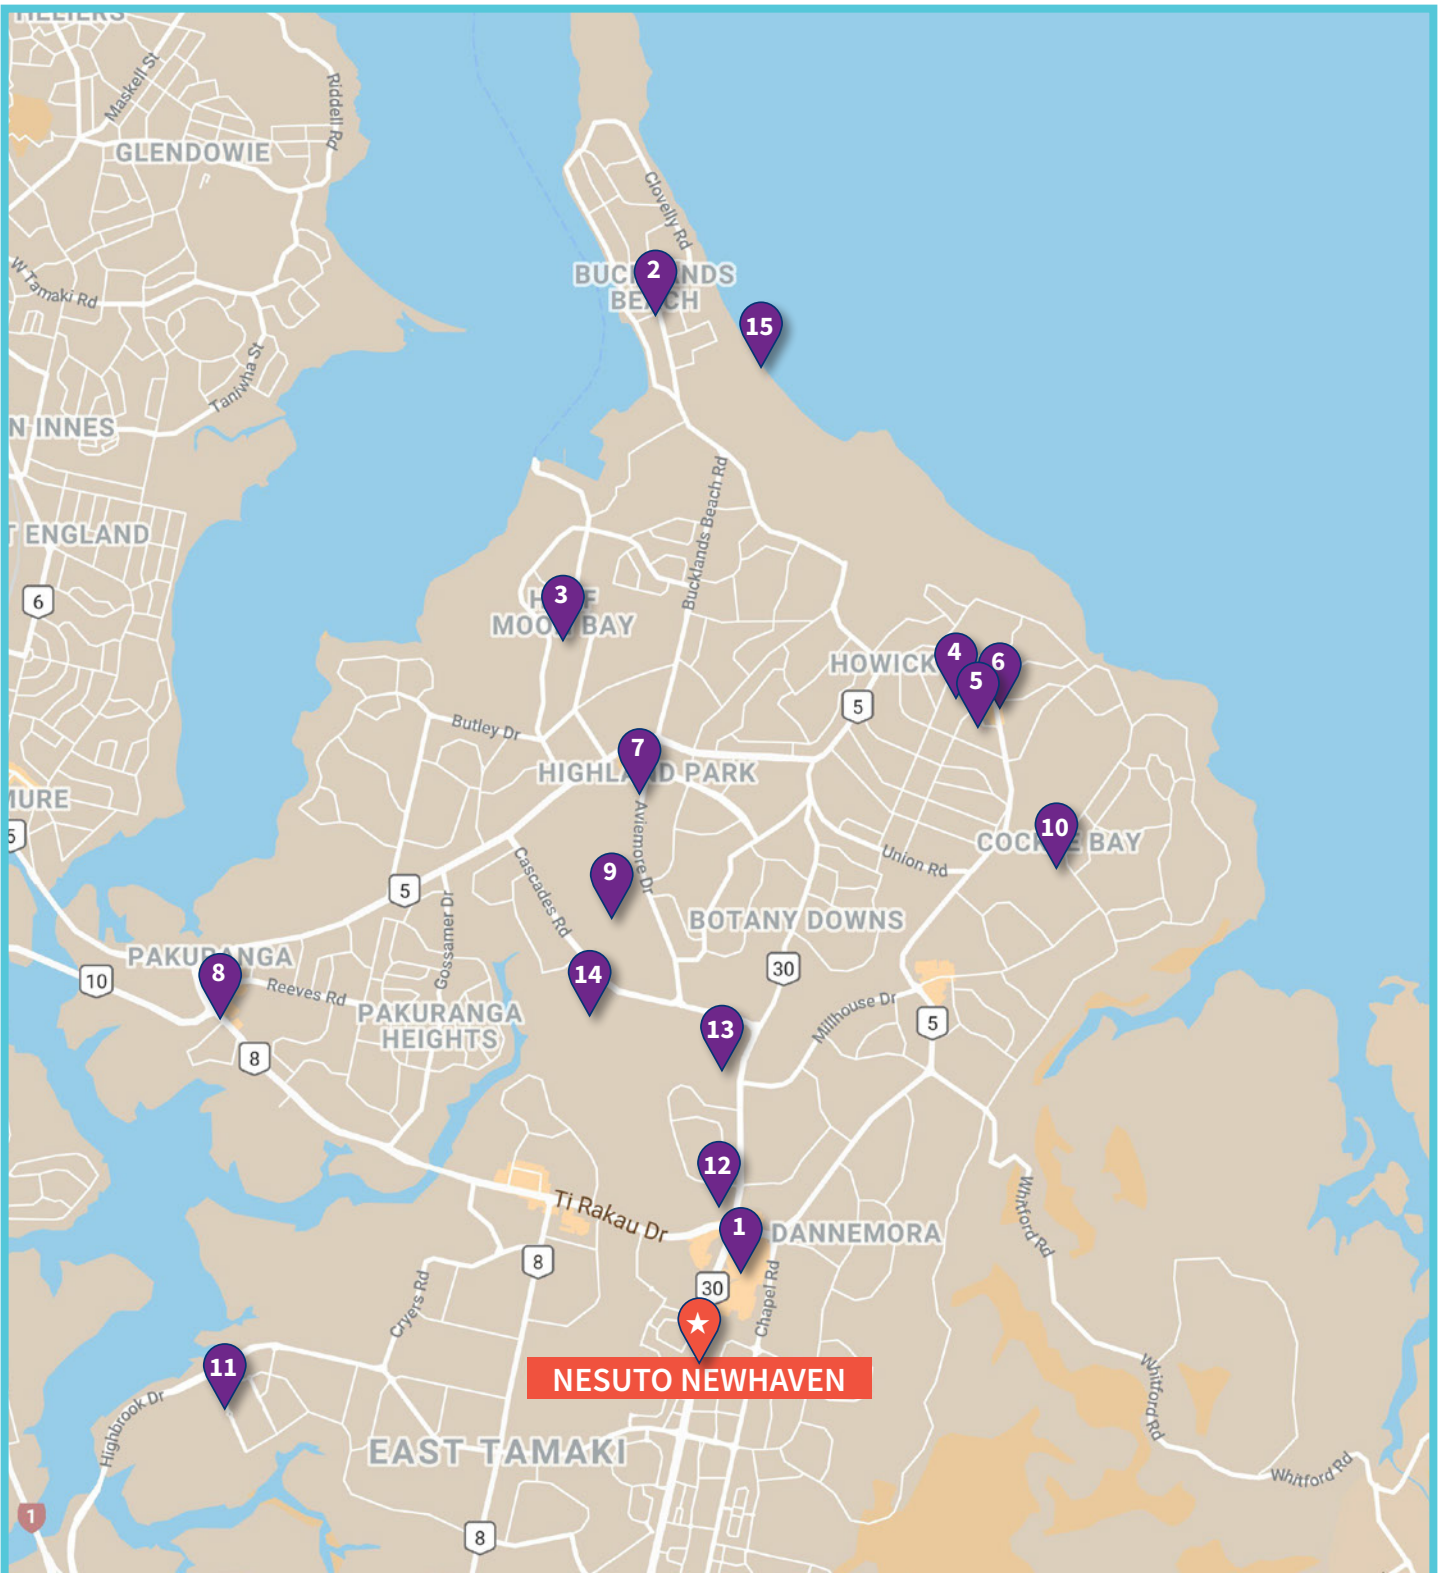 HELIERS
Maskell St
Riddell Rd
GLENDOWIE
Clovelly Rd
W Tamaki Rd
2
BUC NDS
BE CH
15
Taniwha St
N INNES
T ENGLAND
Bucklands Beach Rd
6
3
H F
MOO BAY
HOWICK
4
6
5
5
Butley Dr
7
HIGHLAND PARK
MURE
5
Aviemore Dr
10
COCK E BAY
Union Rd
Cascades Rd
9
5
Gossamer Dr
BOTANY DOWNS
PAKURANGA
30
10
8
Reeves Rd
14
Millhouse Dr
PAKURANGA
HEIGHTS
13
5
8
12
Ti Rakau Dr
1
DANNEMORA
Whitford Rd
8
30
Chapel Rd
Cryers Rd
11
NESUTO NEWHAVEN
Highbrook Dr
Whitford Rd
EAST TAMAKI
Whitford Rd
1
8